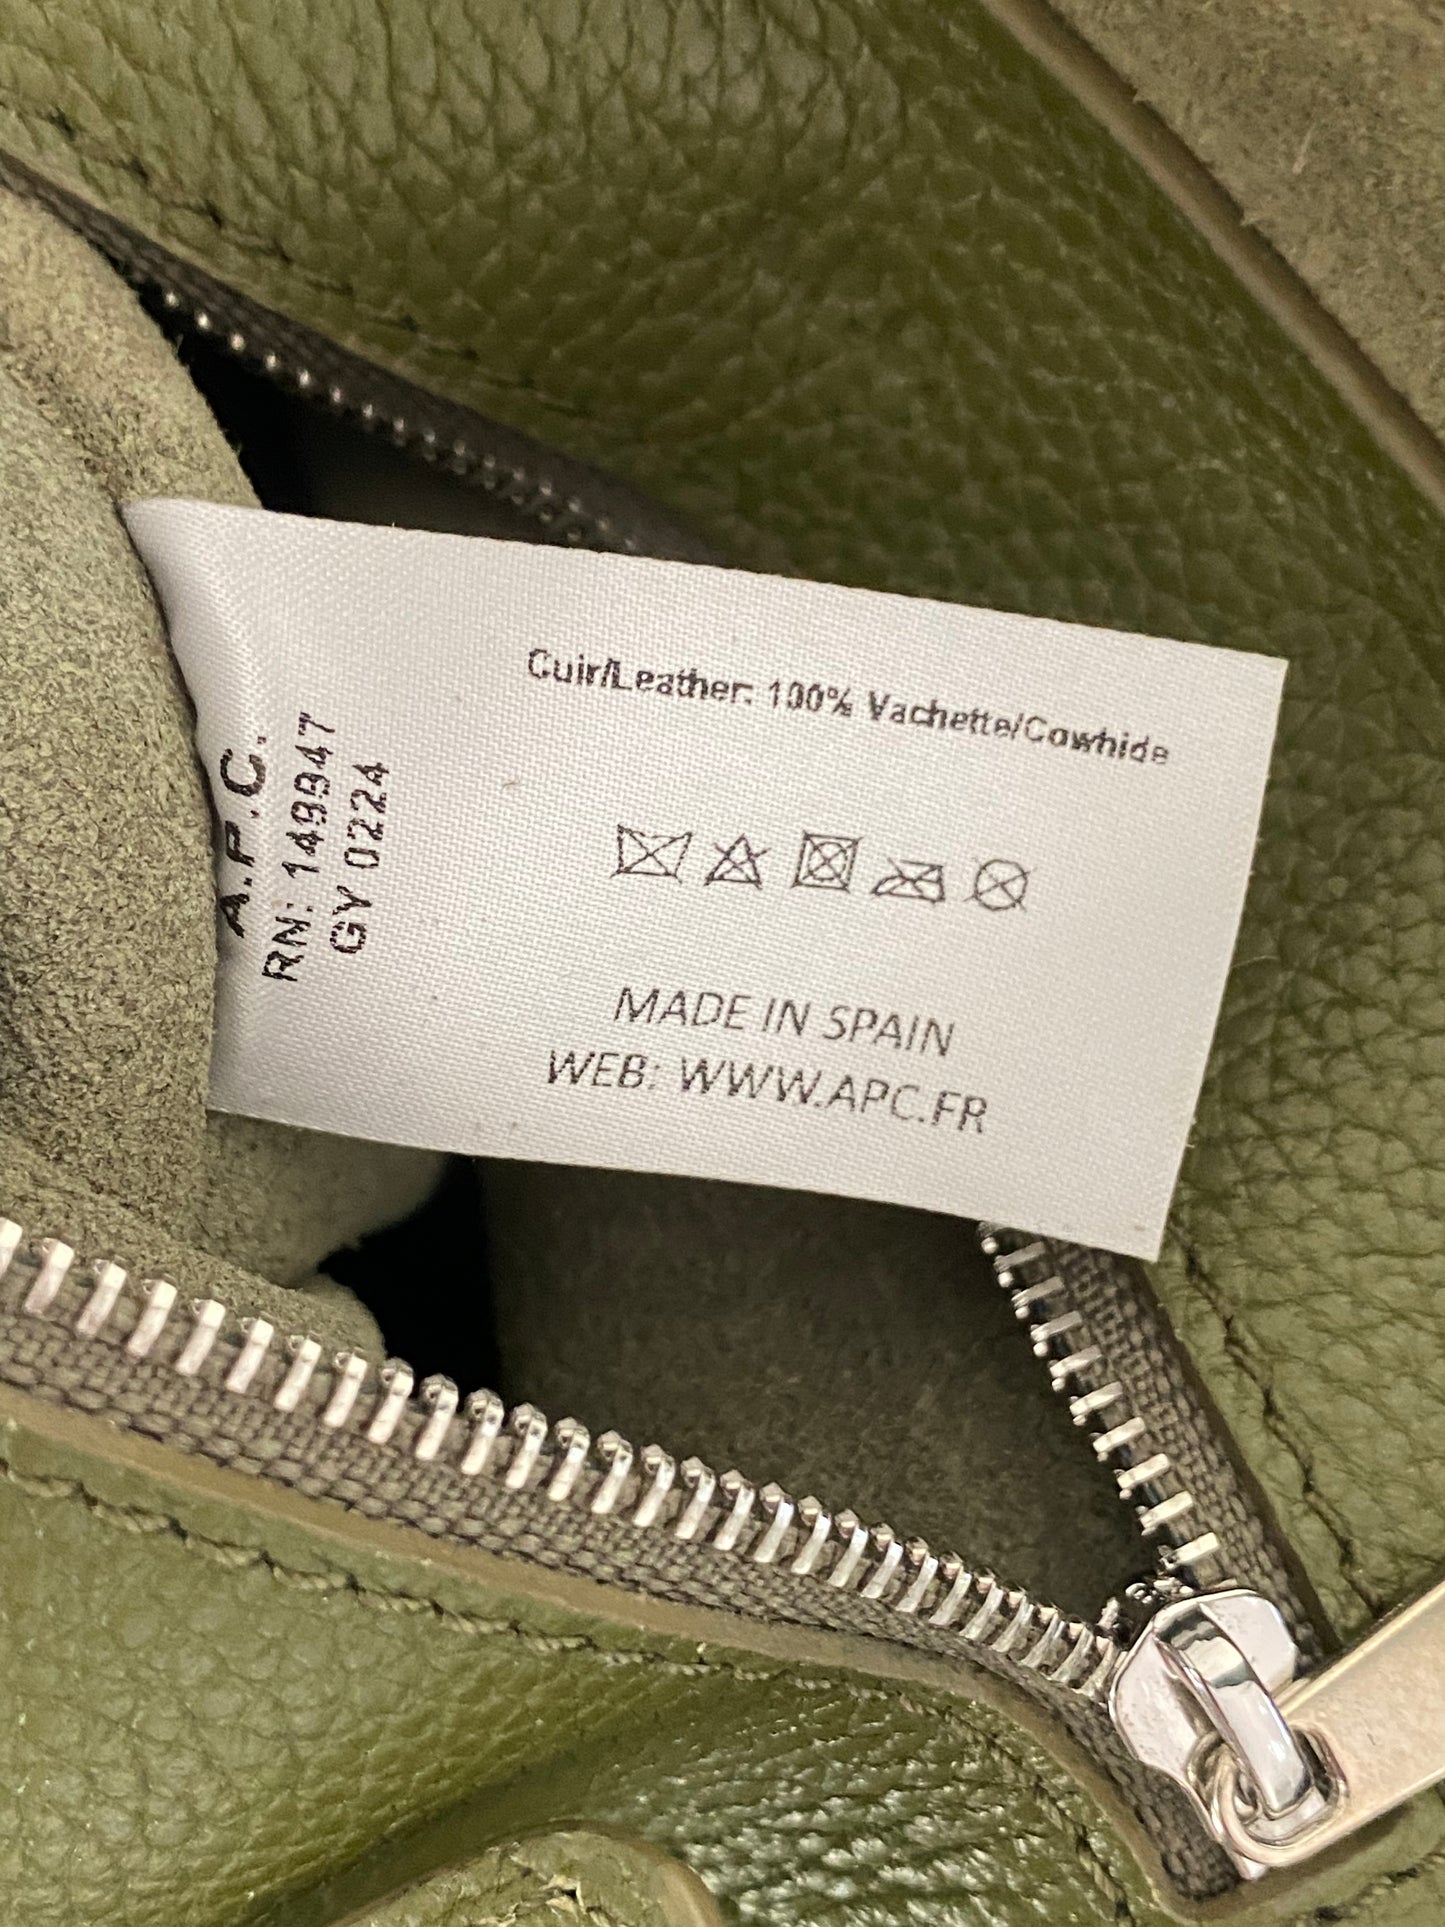 Cuir/Leather: 100% Vachette/Cowhide
MADE IN SPAIN
WEB: WWW.APC.FR
A.P.C.
RN: 149947
GY 0224